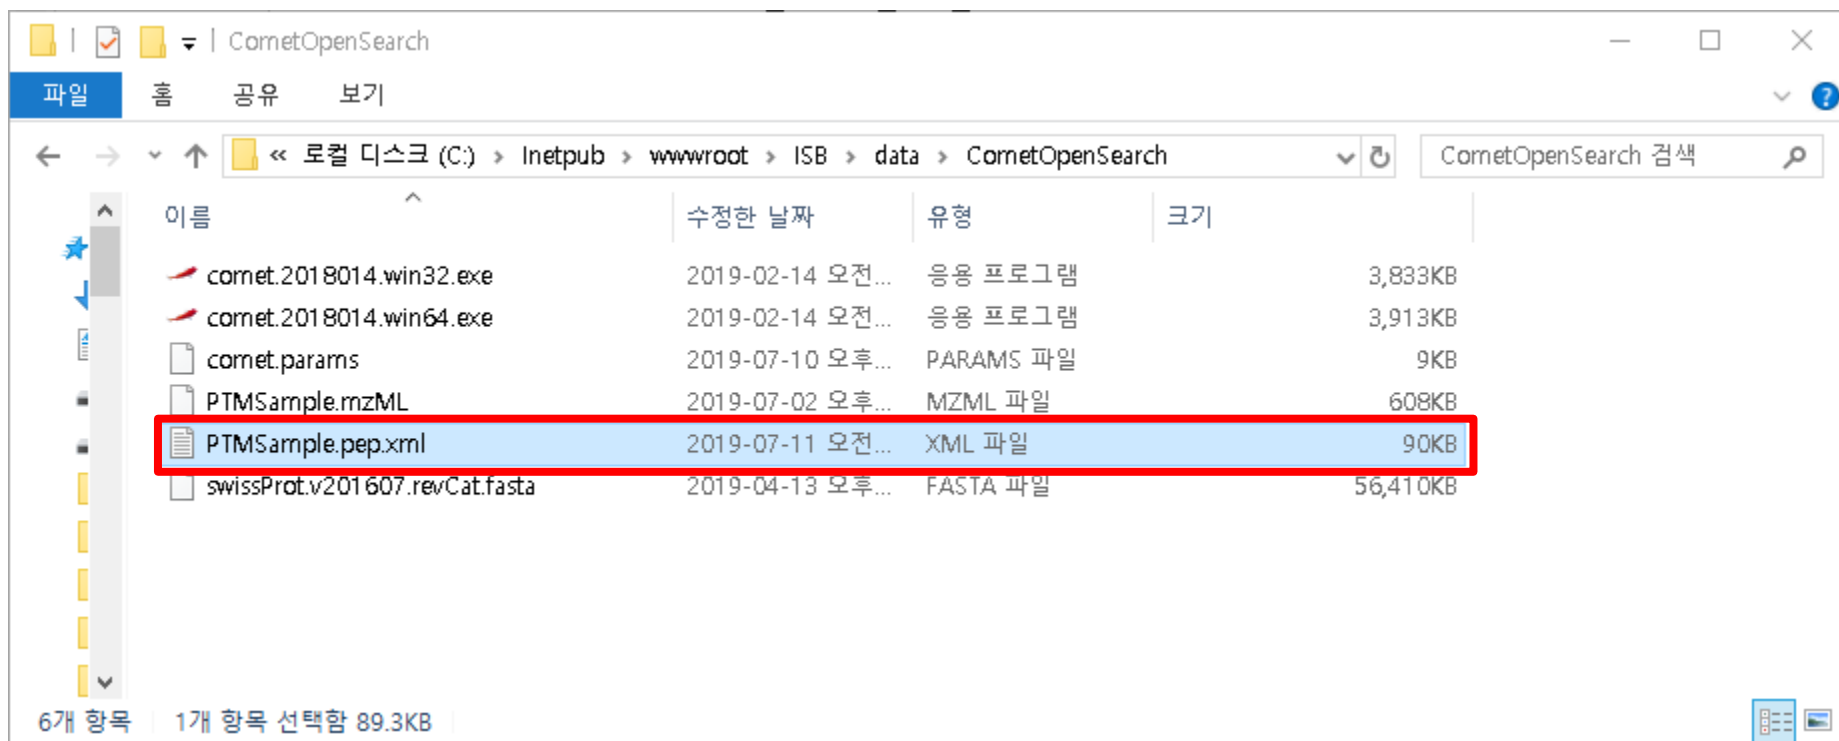 CometOpenSearch
파일 홈 공유 보기
« 로컬 디스크 (C:) › Inetpub › wwwroot › ISB › data › CometOpenSearch CometOpenSearch 검색
이름 수정한 날짜 유형 크기
comet.2018014.win32.exe 2019-02-14 오전... 응용 프로그램 3,833KB
comet.2018014.win64.exe 2019-02-14 오전... 응용 프로그램 3,913KB
comet.params 2019-07-10 오후... PARAMS 파일 9KB
PTMSample.mzML 2019-07-02 오후... MZML 파일 608KB
PTMSample.pep.xml 2019-07-11 오전... XML 파일 90KB
swissProt.v201607.revCat.fasta 2019-04-13 오후... FASTA 파일 56,410KB
6개 항목 1개 항목 선택함 89.3KB